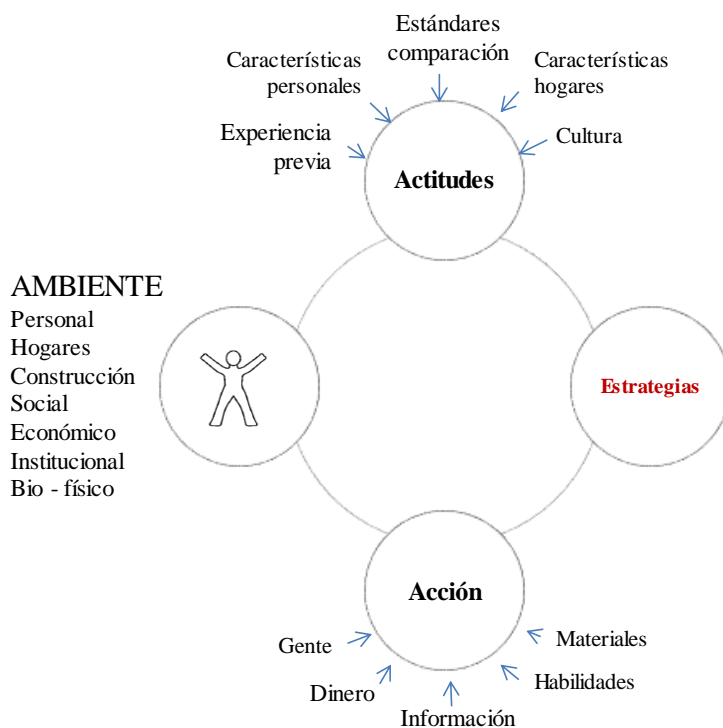 Estándares
comparación
Características
personales
Características
hogares
Experiencia
previa
Cultura
Actitudes
AMBIENTE
Personal
Hogares
Construcción
Social
Económico
Institucional
Bio - físico
Estrategias
Acción
Gente
Dinero
Información
Habilidades
Materiales